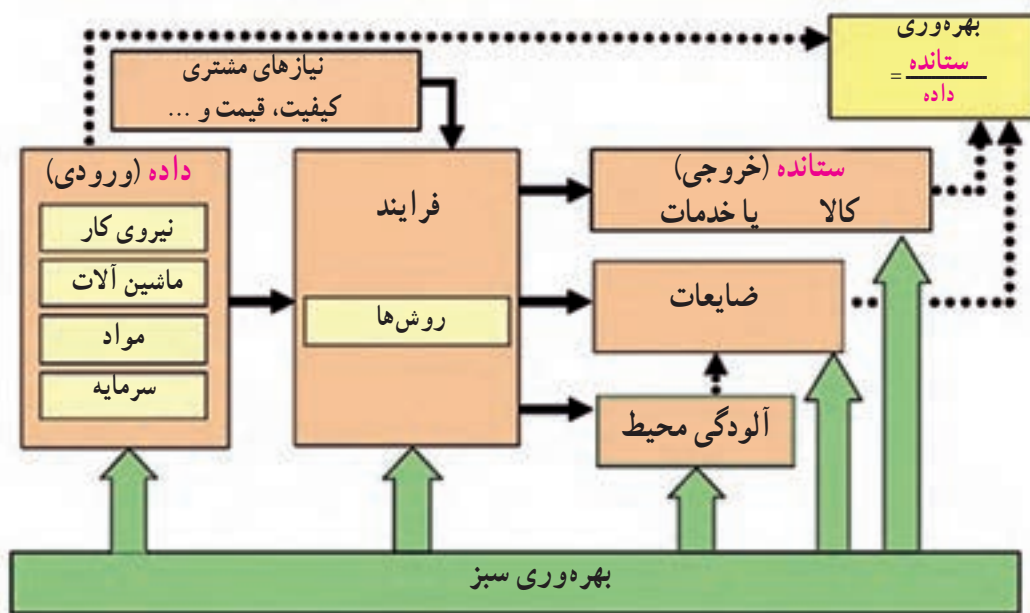 بهره‌وری
ستانده
=
داده
نیازهای مشتری
کیفیت، قیمت و ...
داده (ورودی)
نیروی کار
ماشین آلات
مواد
سرمایه
فرایند
روش‌ها
ستانده (خروجی)
کالا یا خدمات
ضایعات
آلودگی محیط
بهره‌وری سبز